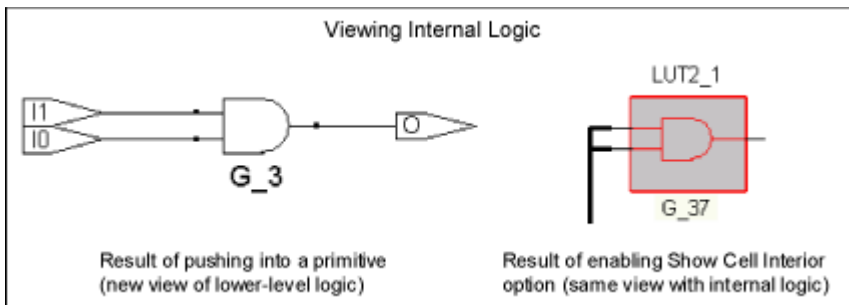 Viewing Internal Logic
LUT2_1
I1
I0
O
G_3
G_37
Result of pushing into a primitive
(new view of lower-level logic)
Result of enabling Show Cell Interior
option (same view with internal logic)